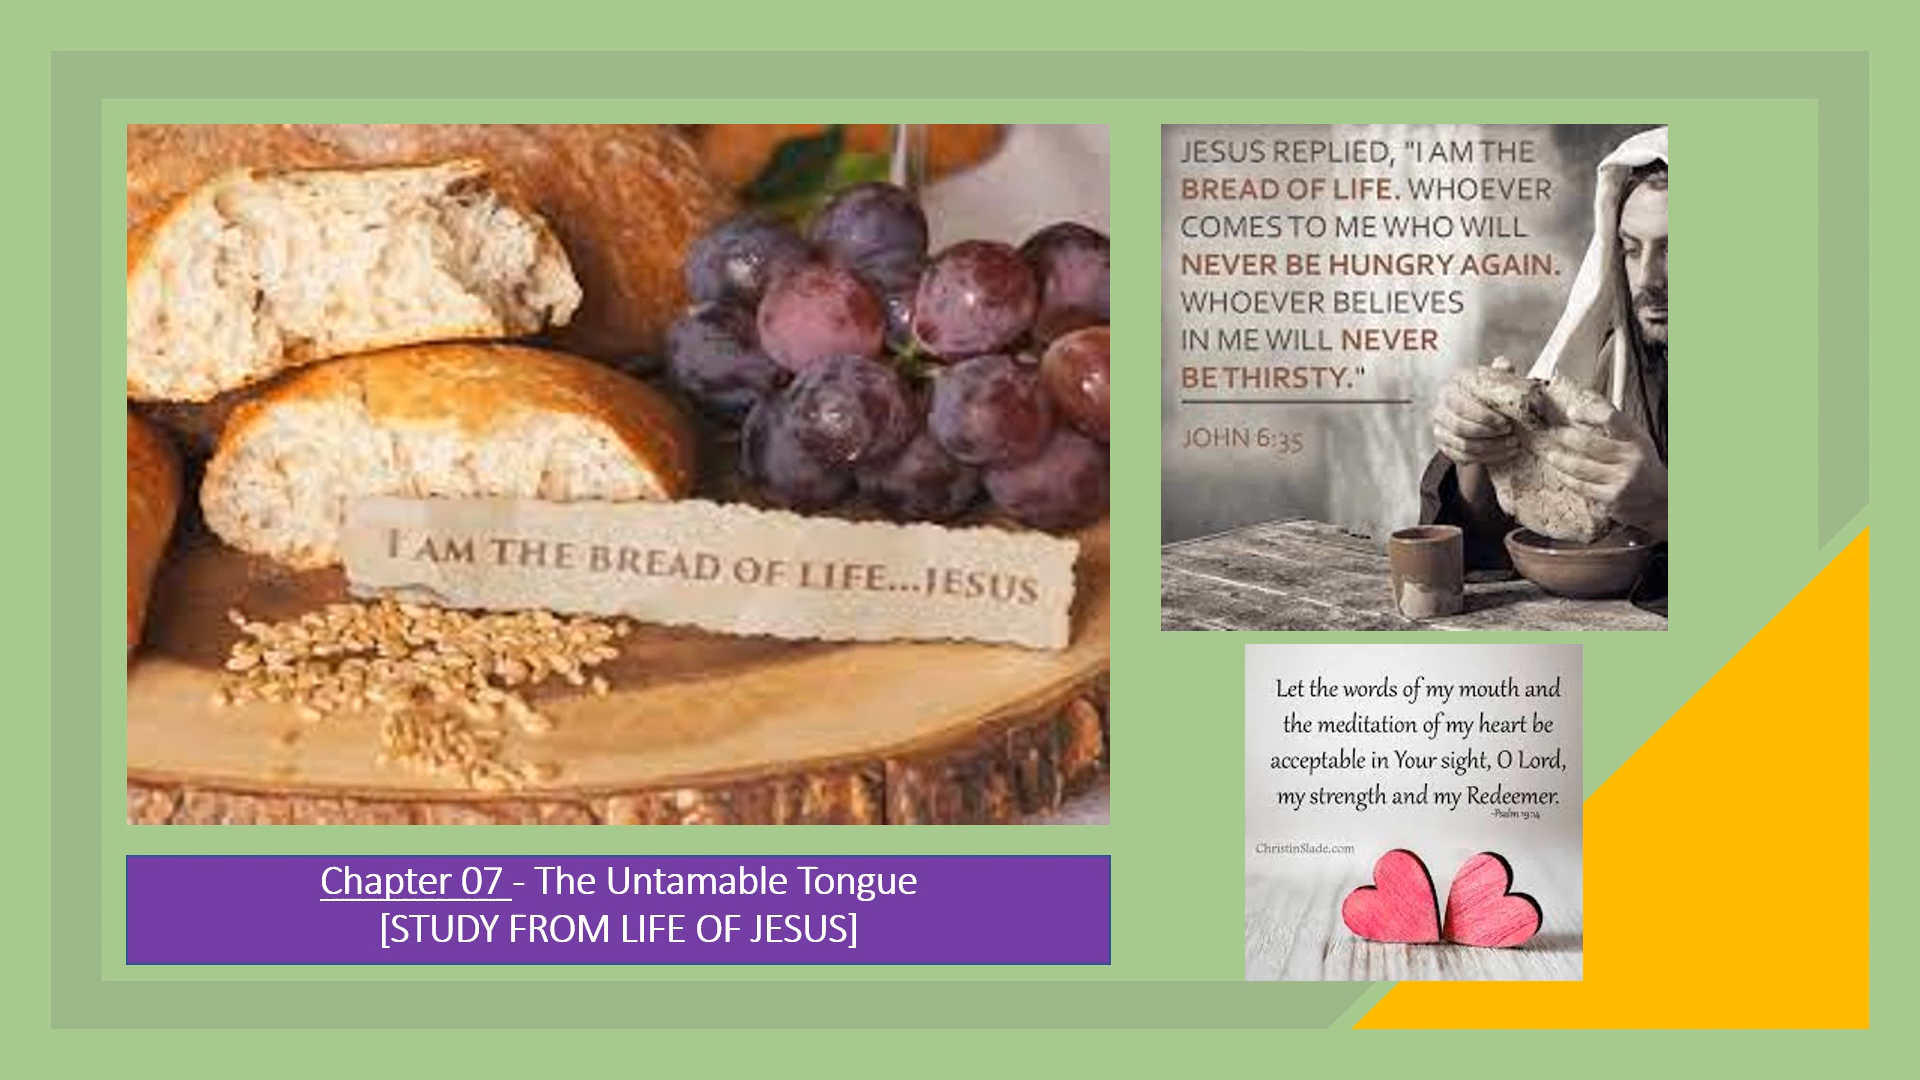 I AM THE BREAD OF LIFE...JESUS
Chapter 07 - The Untamable Tongue
[STUDY FROM LIFE OF JESUS]
JESUS REPLIED, "I AM THE
BREAD OF LIFE. WHOEVER
COMES TO ME WHO WILL
NEVER BE HUNGRY AGAIN.
WHOEVER BELIEVES
IN ME WILL NEVER
BE THIRSTY."
JOHN 6:35
Let the words of my mouth and
the meditation of my heart be
acceptable in Your sight, O Lord,
my strength and my Redeemer.
-Psalm 19:14
ChristinSlade.com